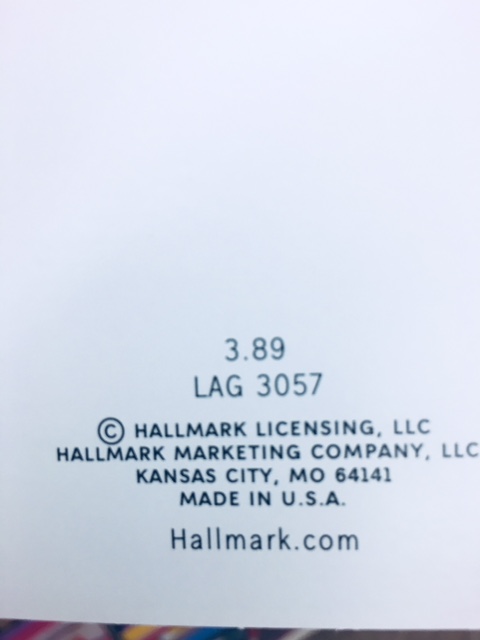 3.89
LAG 3057
© HALLMARK LICENSING, LLC
HALLMARK MARKETING COMPANY, LLC
KANSAS CITY, MO 64141
MADE IN U.S.A.
Hallmark.com